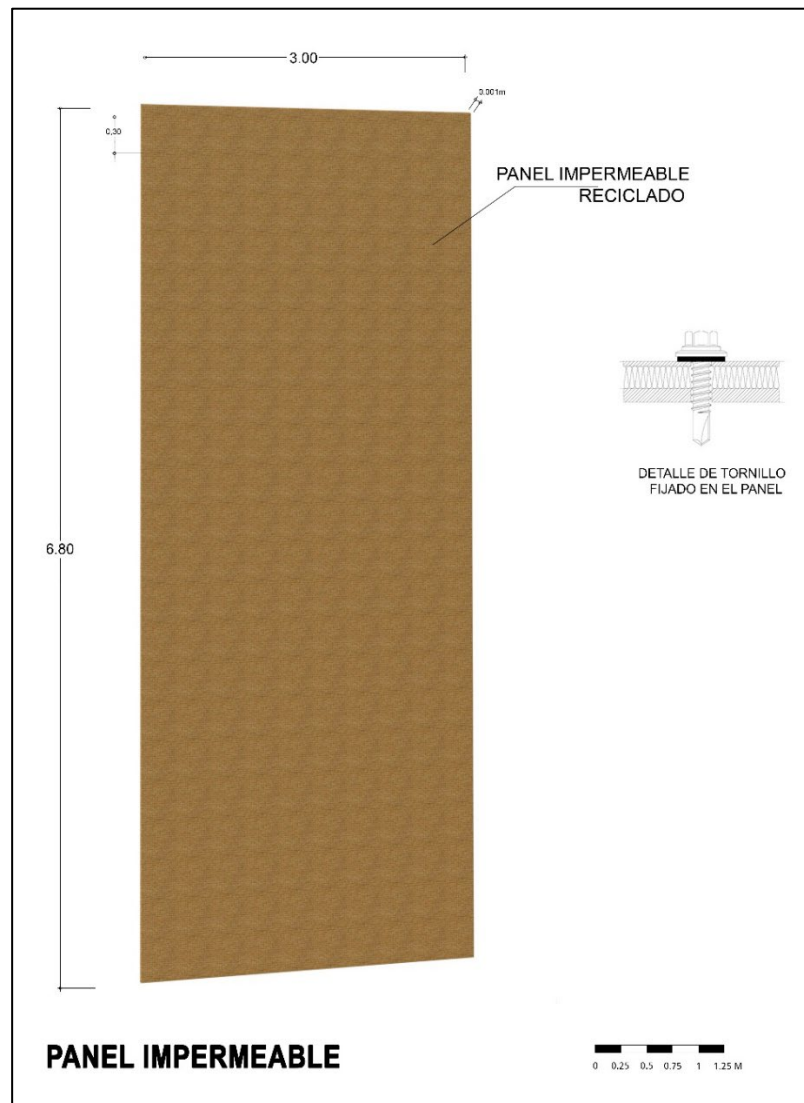 3.00
0.001m
0,30
PANEL IMPERMEABLE
RECICLADO
DETALLE DE TORNILLO
FIJADO EN EL PANEL
6.80
PANEL IMPERMEABLE
0 0.25 0.5 0.75 1 1.25 M